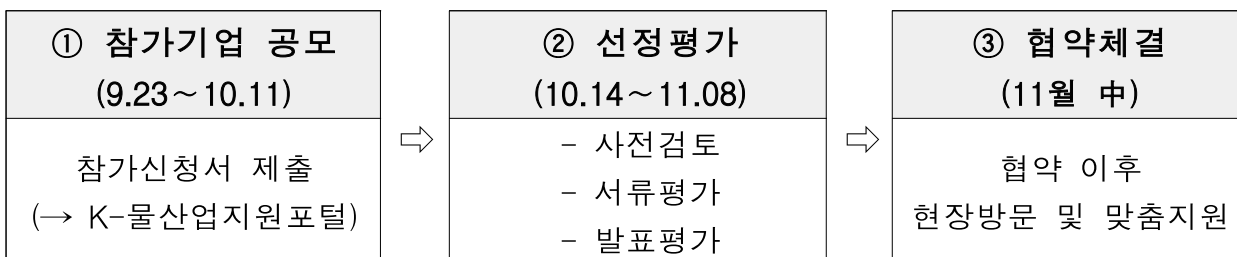 ① 참가기업 공모
(9.23~10.11)
참가신청서 제출
(→ K-물산업지원포털)
⇨
② 선정평가
(10.14~11.08)
- 사전검토
- 서류평가
- 발표평가
⇨
③ 협약체결
(11월 中)
협약 이후
현장방문 및 맞춤지원